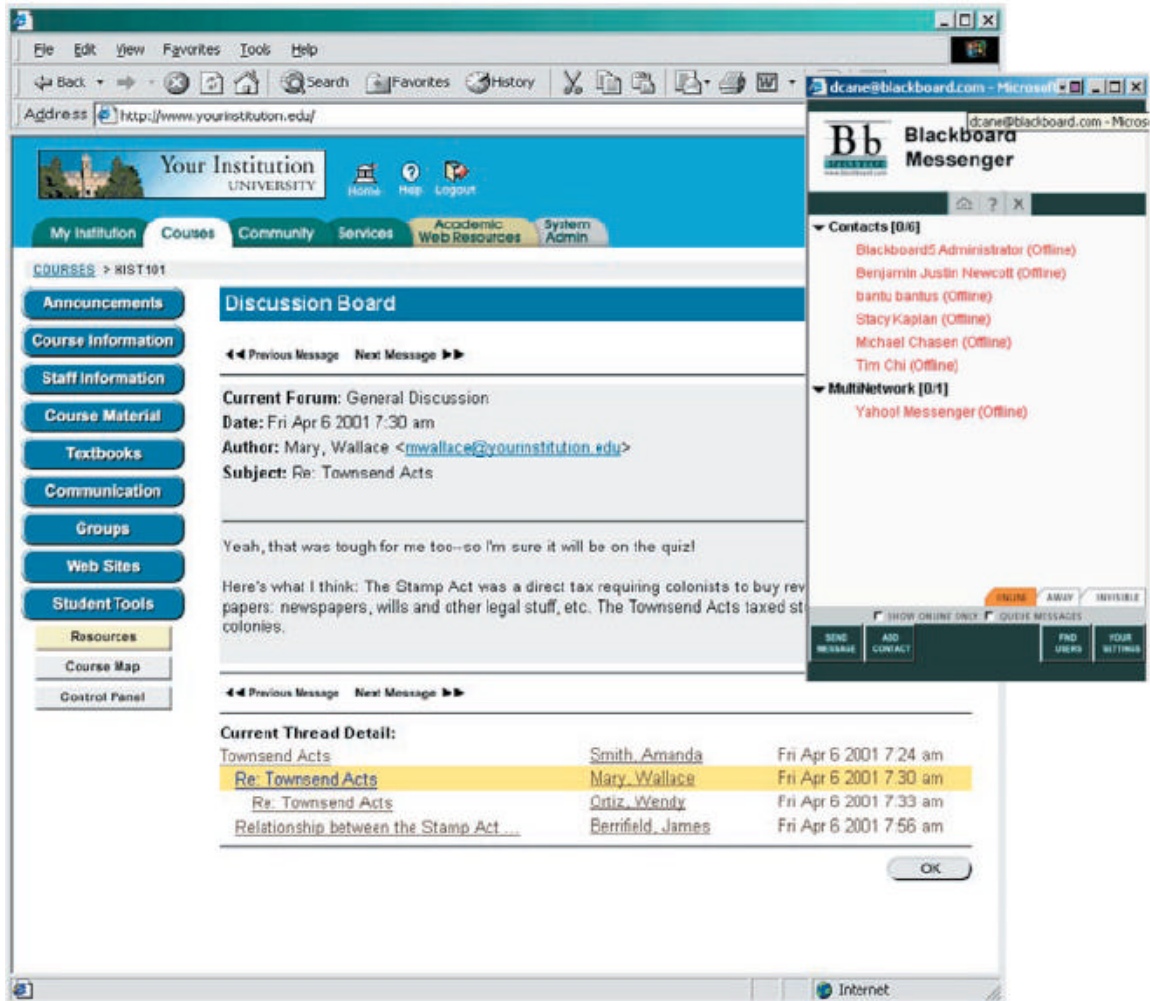 File Edit View Favorites Tools Help
Back Search Favorites History
Address http://www.yourinstitution.edu/
Your Institution
UNIVERSITY
Home Help Logout
My Institution Courses Community Services Academic Web Resources System Admin
COURSES > HIST101
Announcements
Course Information
Staff Information
Course Material
Textbooks
Communication
Groups
Web Sites
Student Tools
Resources
Course Map
Control Panel
Discussion Board
Previous Message Next Message
Current Forum: General Discussion
Date: Fri Apr 6 2001 7:30 am
Author: Mary, Wallace <mwallace@yourinstitution.edu>
Subject: Re: Townsend Acts
Yeah, that was tough for me too--so I'm sure it will be on the quiz!
Here's what I think: The Stamp Act was a direct tax requiring colonists to buy rev
papers: newspapers, wills and other legal stuff, etc. The Townsend Acts taxed st
colonies.
Previous Message Next Message
Current Thread Detail:
Townsend Acts Smith, Amanda Fri Apr 6 2001 7:24 am
Re: Townsend Acts Mary, Wallace Fri Apr 6 2001 7:30 am
Re: Townsend Acts Ortiz, Wendy Fri Apr 6 2001 7:33 am
Relationship between the Stamp Act ... Berrifield, James Fri Apr 6 2001 7:56 am
OK
Internet
dcane@blackboard.com - Microsoft
dcane@blackboard.com - Micros
Bb Blackboard
Messenger
www.blackboard.com
? X
Contacts [0/6]
Blackboard5 Administrator (Offline)
Benjamin Justin Newcott (Offline)
bantu bantus (Offline)
Stacy Kaplan (Offline)
Michael Chasen (Offline)
Tim Chi (Offline)
MultiNetwork [0/1]
Yahoo! Messenger (Offline)
ONLINE AWAY INVISIBLE
SHOW ONLINE ONLY QUEUE MESSAGES
SEND MESSAGE ADD CONTACT FIND USERS YOUR SETTINGS